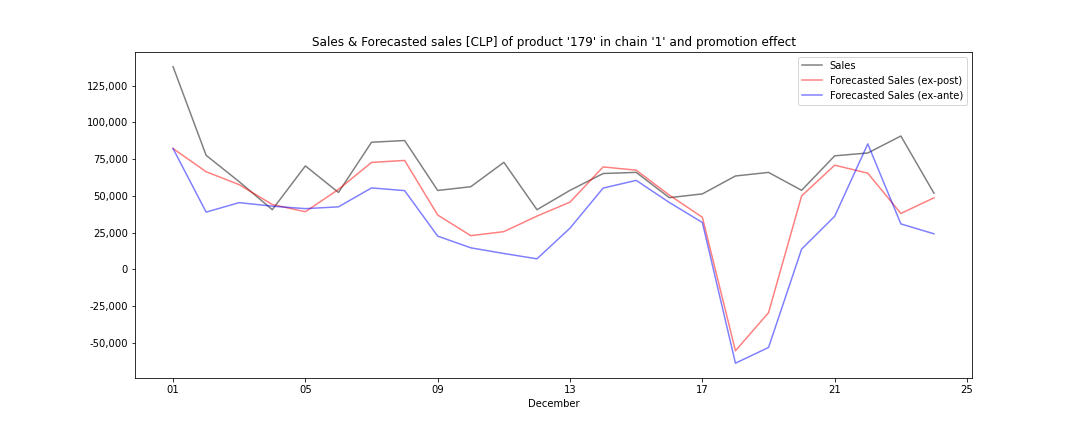 Sales & Forecasted sales [CLP] of product '179' in chain '1' and promotion effect
Sales
Forecasted Sales (ex-post)
Forecasted Sales (ex-ante)
125,000
100,000
75,000
50,000
25,000
0
-25,000
-50,000
01 05 09 13 17 21 25
December